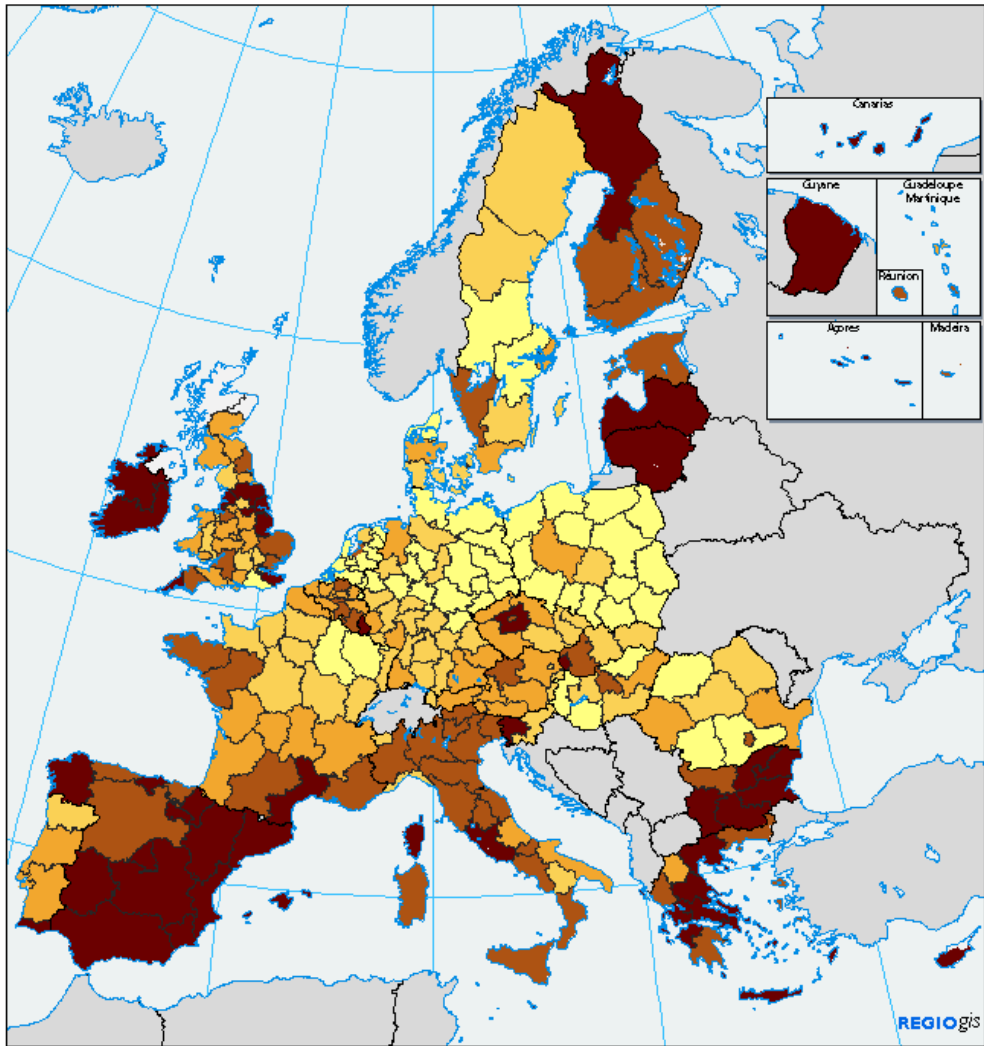 Canarias
Guyane
Guadeloupe
Martinique
Réunion
Açores
Madeira
REGIOgis